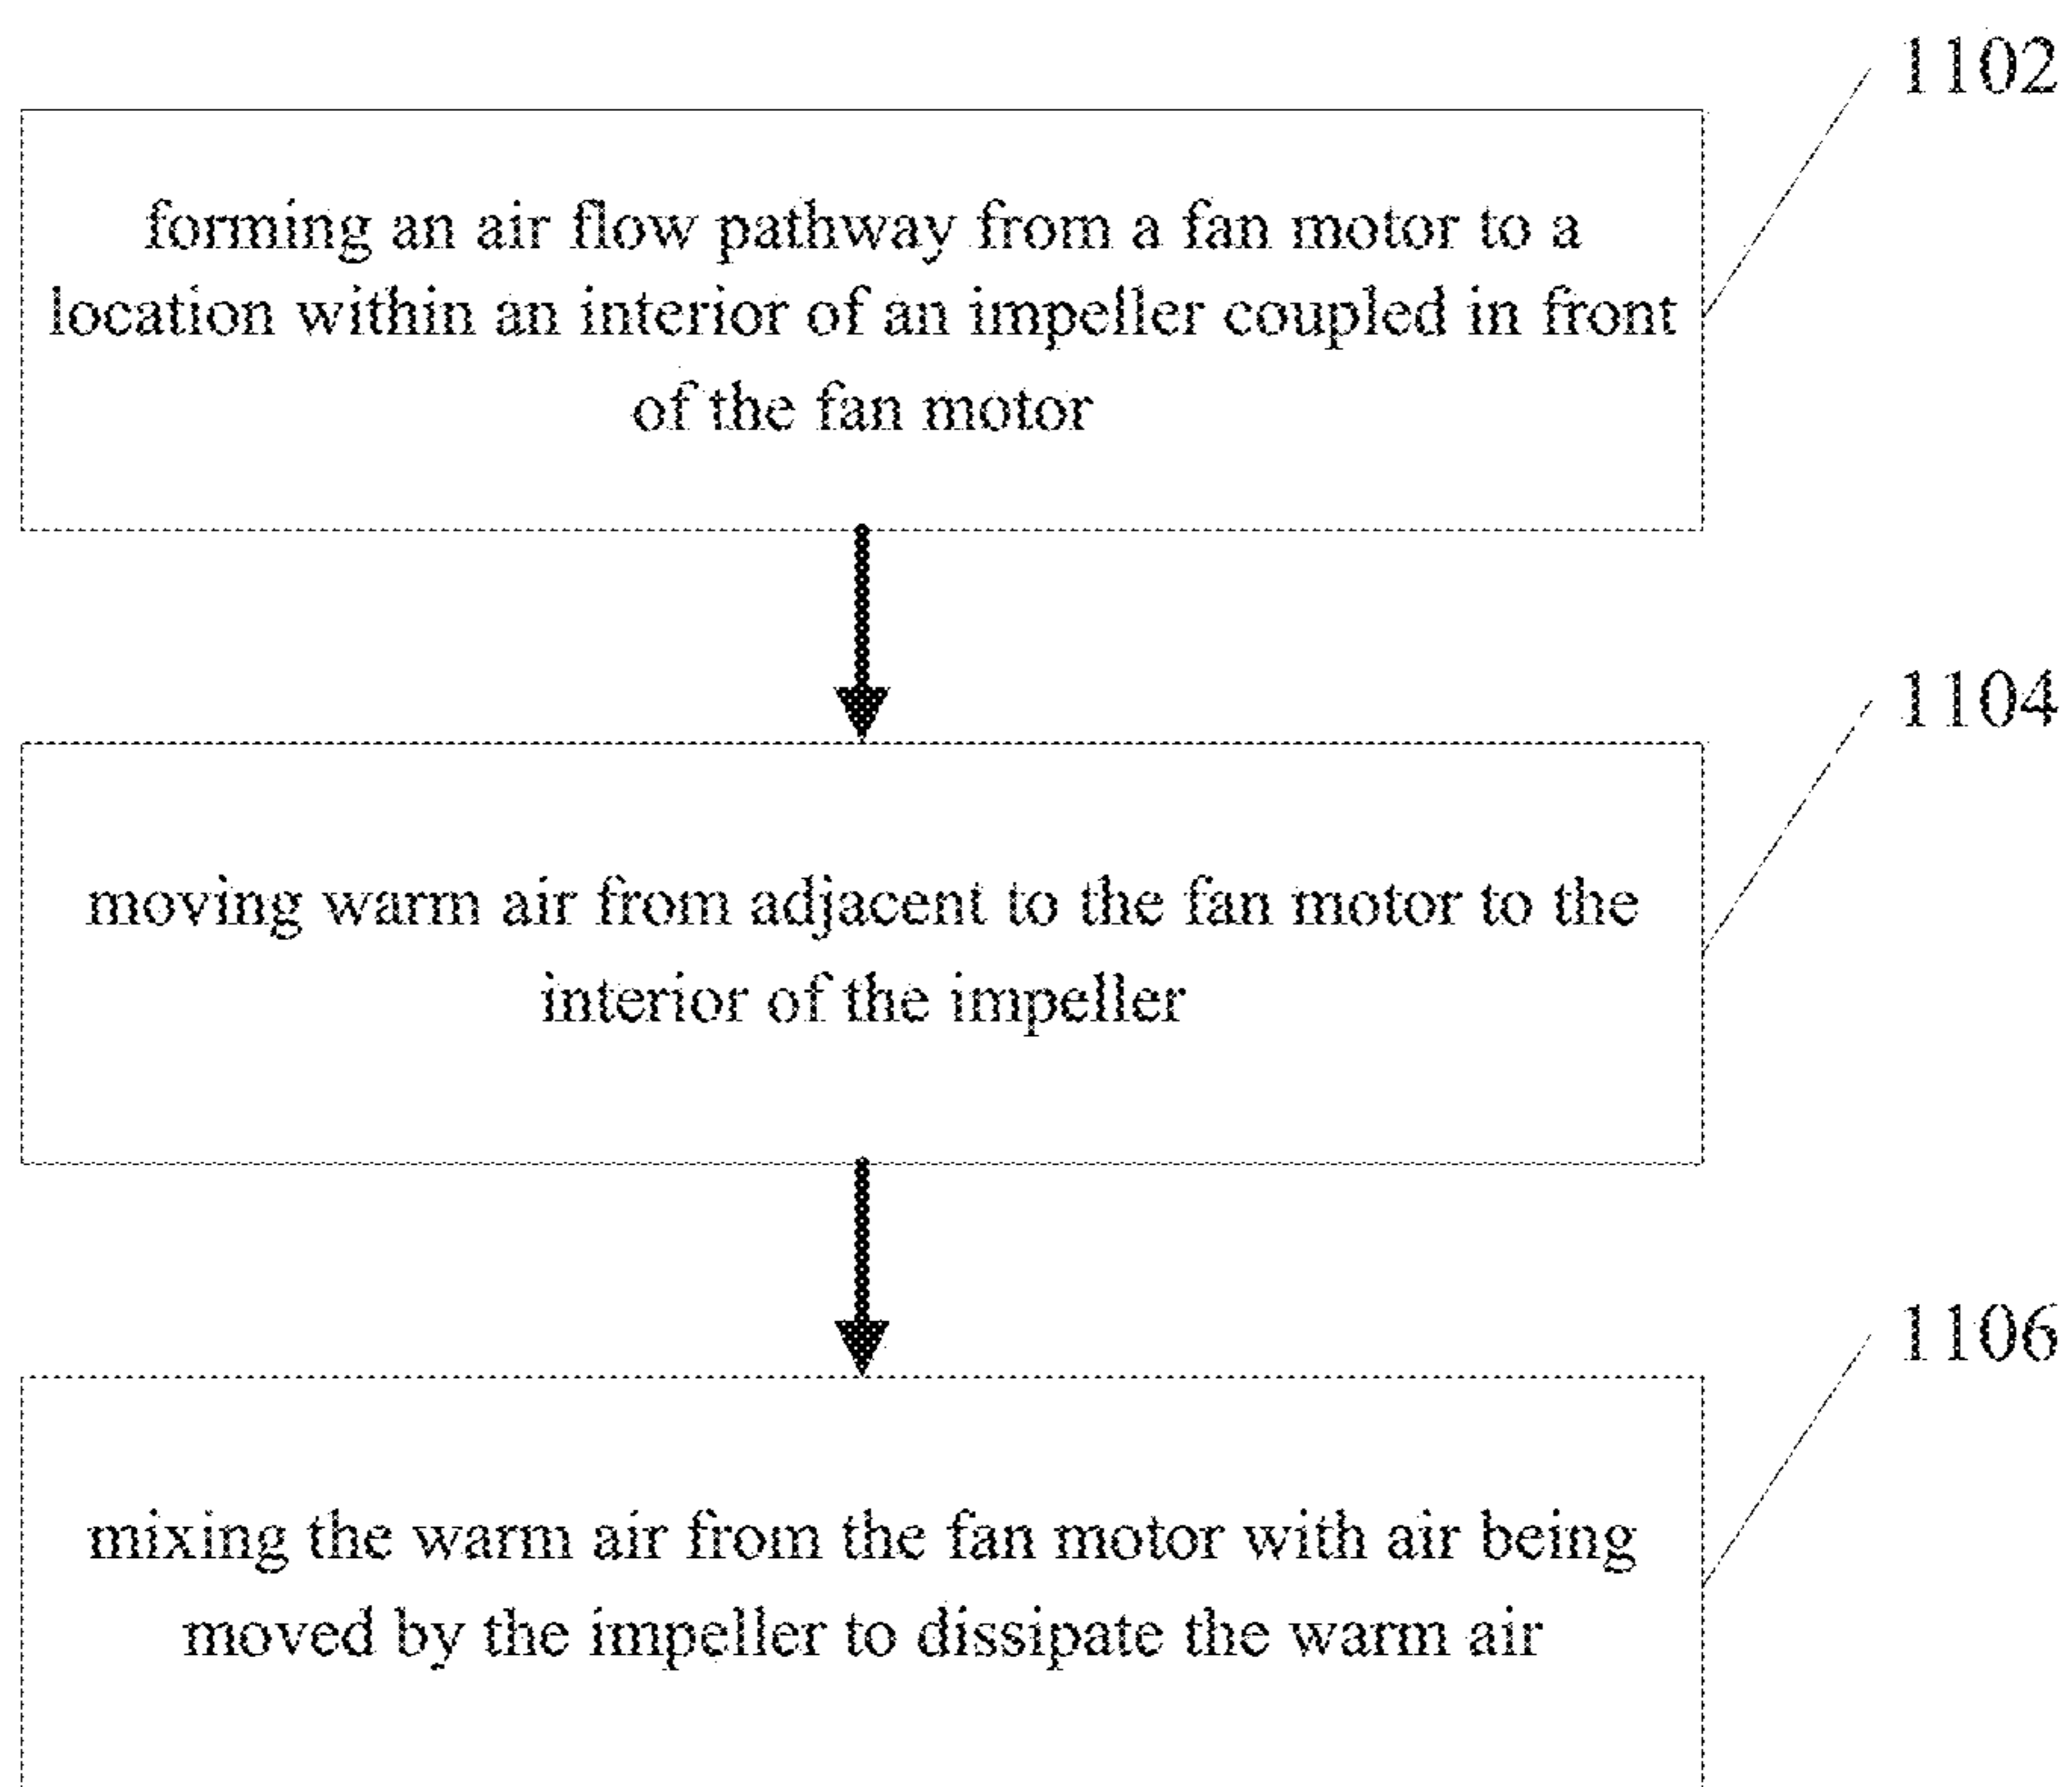 1102
forming an air flow pathway from a fan motor to a
location within an interior of an impeller coupled in front
of the fan motor
1104
moving warm air from adjacent to the fan motor to the
interior of the impeller
1106
mixing the warm air from the fan motor with air being
moved by the impeller to dissipate the warm air